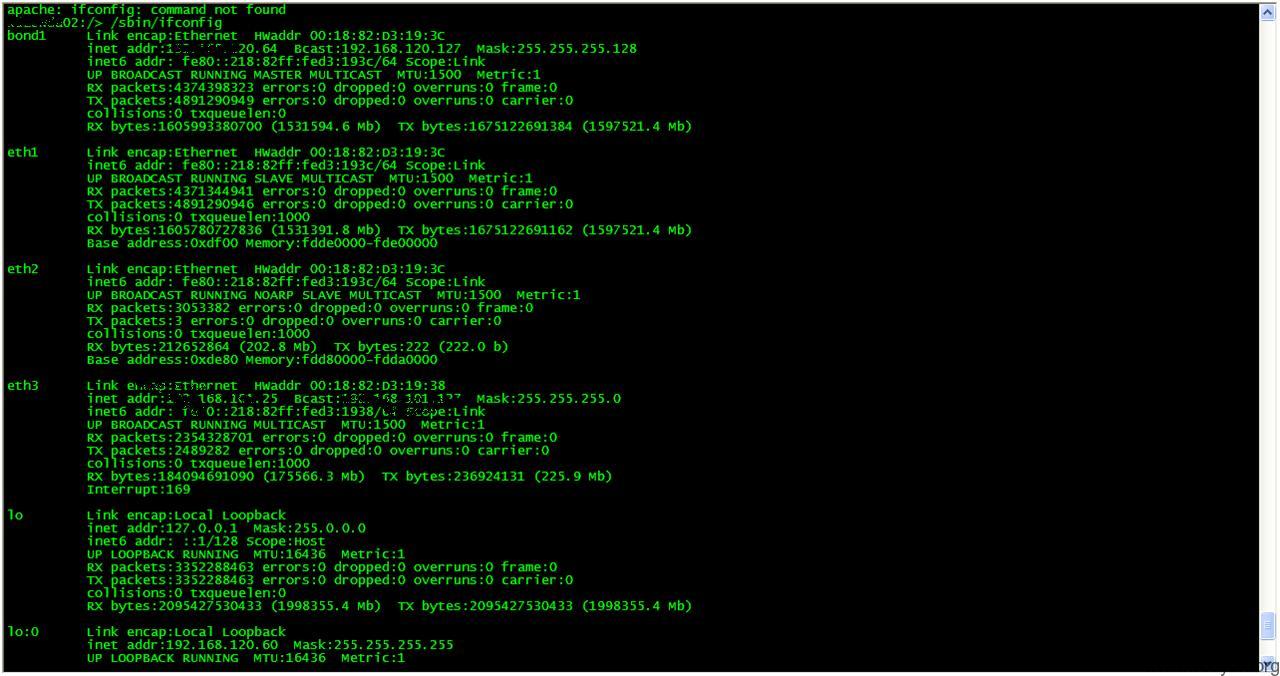 apache: ifconfig: command not found
02:/> /sbin/ifconfig
bond1 Link encap:Ethernet HWaddr 00:18:82:D3:19:3C
inet addr: .20.64 Bcast:192.168.120.127 Mask:255.255.255.128
inet6 addr: fe80::218:82ff:fed3:193c/64 Scope:Link
UP BROADCAST RUNNING MASTER MULTICAST MTU:1500 Metric:1
RX packets:4374398323 errors:0 dropped:0 overruns:0 frame:0
TX packets:4891290949 errors:0 dropped:0 overruns:0 carrier:0
collisions:0 txqueuelen:0
RX bytes:1605993380700 (1531594.6 Mb) TX bytes:1675122691384 (1597521.4 Mb)
eth1 Link encap:Ethernet HWaddr 00:18:82:D3:19:3C
inet6 addr: fe80::218:82ff:fed3:193c/64 Scope:Link
UP BROADCAST RUNNING SLAVE MULTICAST MTU:1500 Metric:1
RX packets:4371344941 errors:0 dropped:0 overruns:0 frame:0
TX packets:4891290946 errors:0 dropped:0 overruns:0 carrier:0
collisions:0 txqueuelen:1000
RX bytes:1605780727836 (1531391.8 Mb) TX bytes:1675122691162 (1597521.4 Mb)
Base address:0xdf00 Memory:fdde0000-fde00000
eth2 Link encap:Ethernet HWaddr 00:18:82:D3:19:3C
inet6 addr: fe80::218:82ff:fed3:193c/64 Scope:Link
UP BROADCAST RUNNING NOARP SLAVE MULTICAST MTU:1500 Metric:1
RX packets:3053382 errors:0 dropped:0 overruns:0 frame:0
TX packets:3 errors:0 dropped:0 overruns:0 carrier:0
collisions:0 txqueuelen:1000
RX bytes:212652864 (202.8 Mb) TX bytes:222 (222.0 b)
Base address:0xde80 Memory:fdd80000-fdda0000
eth3 Link encap:Ethernet HWaddr 00:18:82:D3:19:38
inet addr: .25 Bcast: Mask:255.255.255.0
inet6 addr: ::218:82ff:fed3:1938/ Scope:Link
UP BROADCAST RUNNING MULTICAST MTU:1500 Metric:1
RX packets:2354328701 errors:0 dropped:0 overruns:0 frame:0
TX packets:2489282 errors:0 dropped:0 overruns:0 carrier:0
collisions:0 txqueuelen:1000
RX bytes:184094691090 (175566.3 Mb) TX bytes:236924131 (225.9 Mb)
Interrupt:169
lo Link encap:Local Loopback
inet addr:127.0.0.1 Mask:255.0.0.0
inet6 addr: ::1/128 Scope:Host
UP LOOPBACK RUNNING MTU:16436 Metric:1
RX packets:3352288463 errors:0 dropped:0 overruns:0 frame:0
TX packets:3352288463 errors:0 dropped:0 overruns:0 carrier:0
collisions:0 txqueuelen:0
RX bytes:2095427530433 (1998355.4 Mb) TX bytes:2095427530433 (1998355.4 Mb)
lo:0 Link encap:Local Loopback
inet addr:192.168.120.60 Mask:255.255.255.255
UP LOOPBACK RUNNING MTU:16436 Metric:1